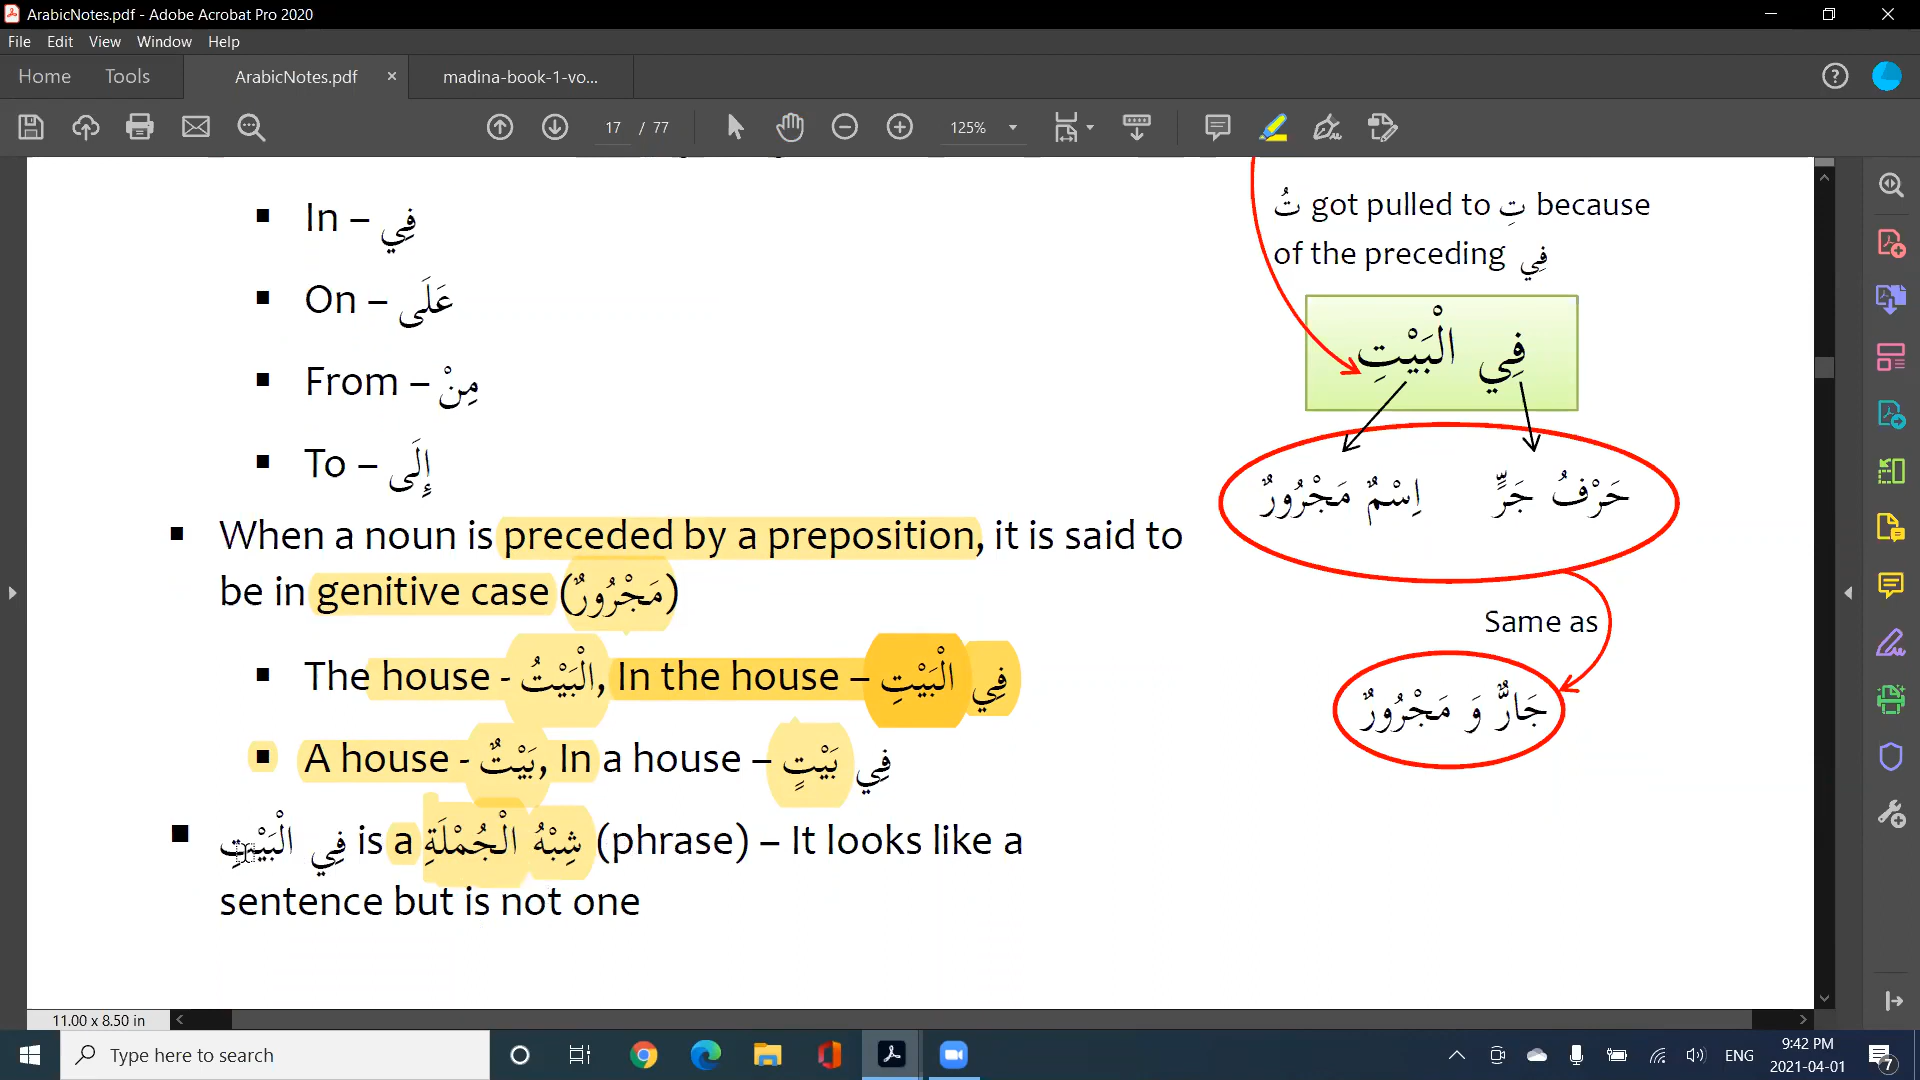 ArabicNotes.pdf - Adobe Acrobat Pro 2020
File Edit View Window Help
Home Tools ArabicNotes.pdf × madina-book-1-vo...
17 / 77 125%
▪ In – فِي
▪ On – عَلَى
▪ From – مِنْ
▪ To – إِلَى
▪ When a noun is preceded by a preposition, it is said to
be in genitive case (مَجْرُورٌ)
▪ The house - الْبَيْتُ, In the house – فِي الْبَيْتِ
▪ A house - بَيْتٌ, In a house – فِي بَيْتٍ
▪ فِي الْبَيْتِ is a شِبْهُ الْجُمْلَةِ (phrase) – It looks like a
sentence but is not one
تُ got pulled to تِ because
of the preceding فِي
فِي الْبَيْتِ
حَرْفُ جَرٍّ اِسْمٌ مَجْرُورٌ
Same as
جَارٌّ وَ مَجْرُورٌ
11.00 x 8.50 in
Type here to search
ENG
9:42 PM
2021-04-01
7